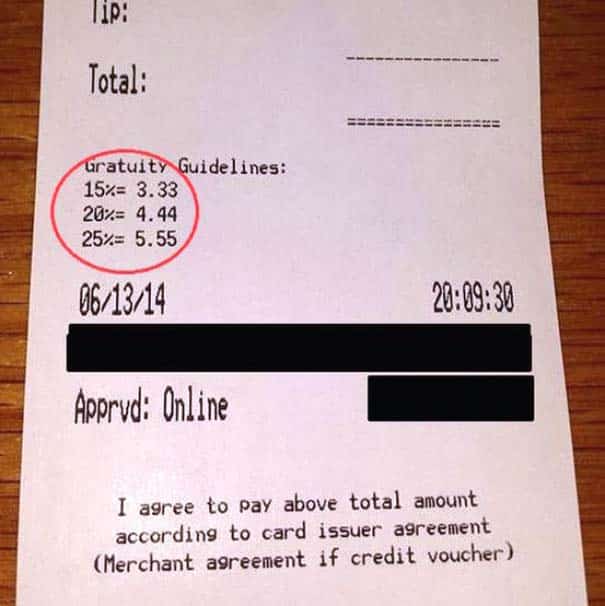 Tip:
Total:
Gratuity Guidelines:
15%= 3.33
20%= 4.44
25%= 5.55
06/13/14 20:09:30
Apprvd: Online
I agree to pay above total amount
according to card issuer agreement
(Merchant agreement if credit voucher)